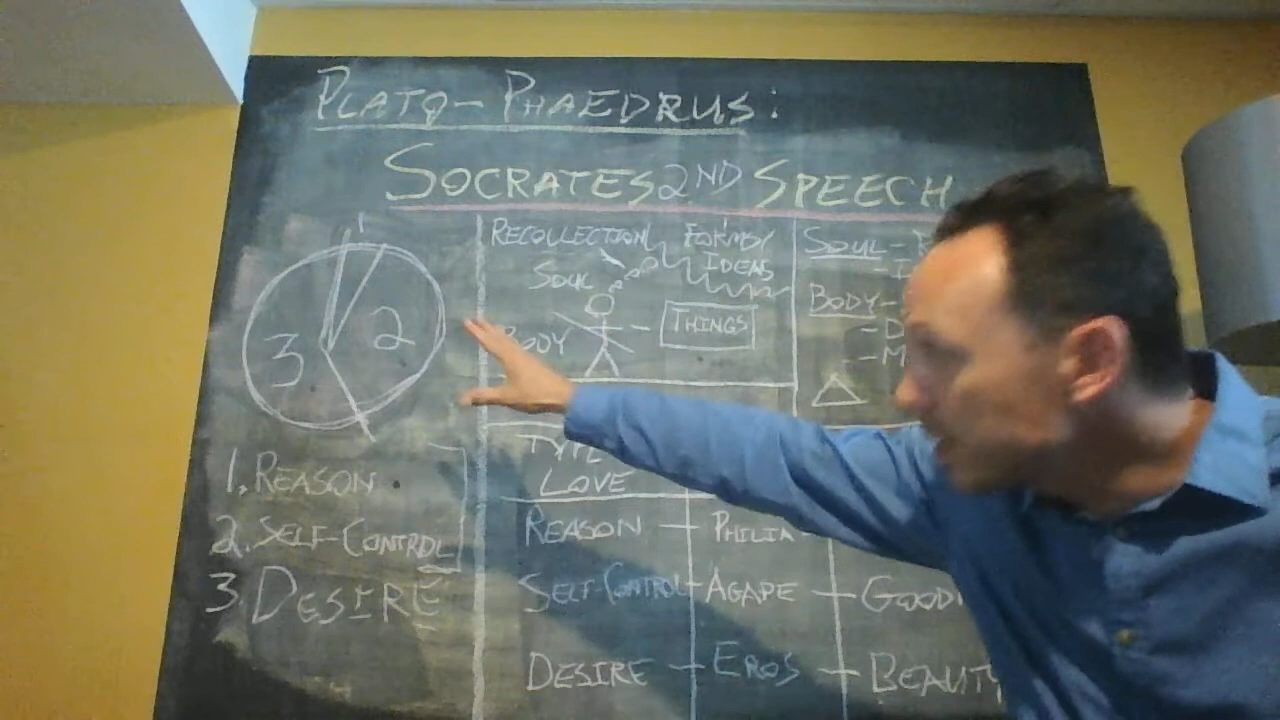 PLATO - PHAEDRUS:
SOCRATES 2ND SPEECH
1
2
3
1. REASON
2. SELF-CONTROL
3. DESIRE
RECOLLECTION
FORMS/
IDEAS
SOUL
BODY
THINGS
SOUL -
BODY -
LOVE
REASON - PHILIA -
SELF-CONTROL - AGAPE -
DESIRE - EROS - BEAUTY